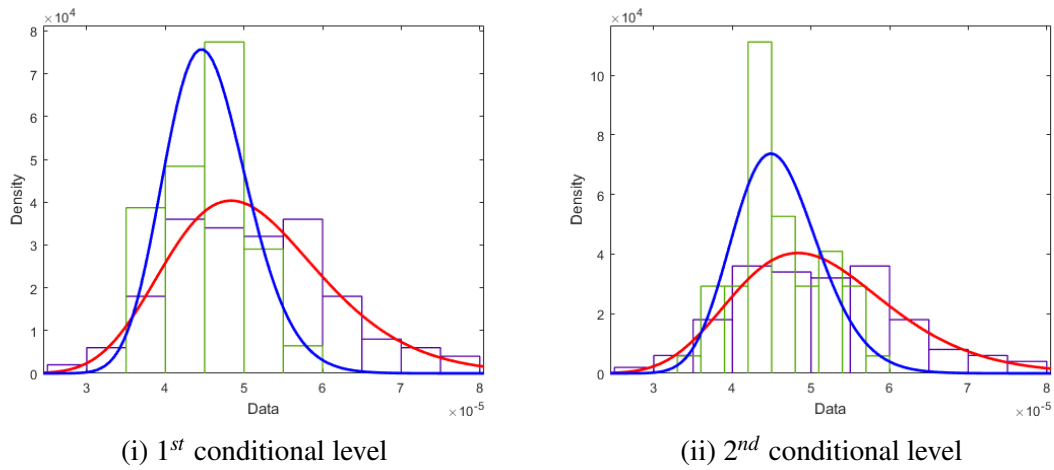 ×10⁴
8
7
6
5
4
3
2
1
0
Density
3 4 5 6 7 8
Data
×10⁻⁵
(i) 1ˢᵗ conditional level
×10⁴
10
8
6
4
2
0
Density
3 4 5 6 7 8
Data
×10⁻⁵
(ii) 2ⁿᵈ conditional level